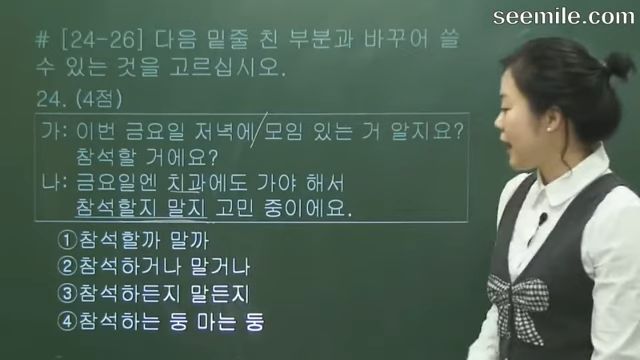 seemile.com
# [24-26] 다음 밑줄 친 부분과 바꾸어 쓸
수 있는 것을 고르십시오.
24. (4점)
가: 이번 금요일 저녁에 모임 있는 거 알지요?
참석할 거에요?
나: 금요일엔 치과에도 가야 해서
참석할지 말지 고민 중이에요.
①참석할까 말까
②참석하거나 말거나
③참석하든지 말든지
④참석하는 둥 마는 둥